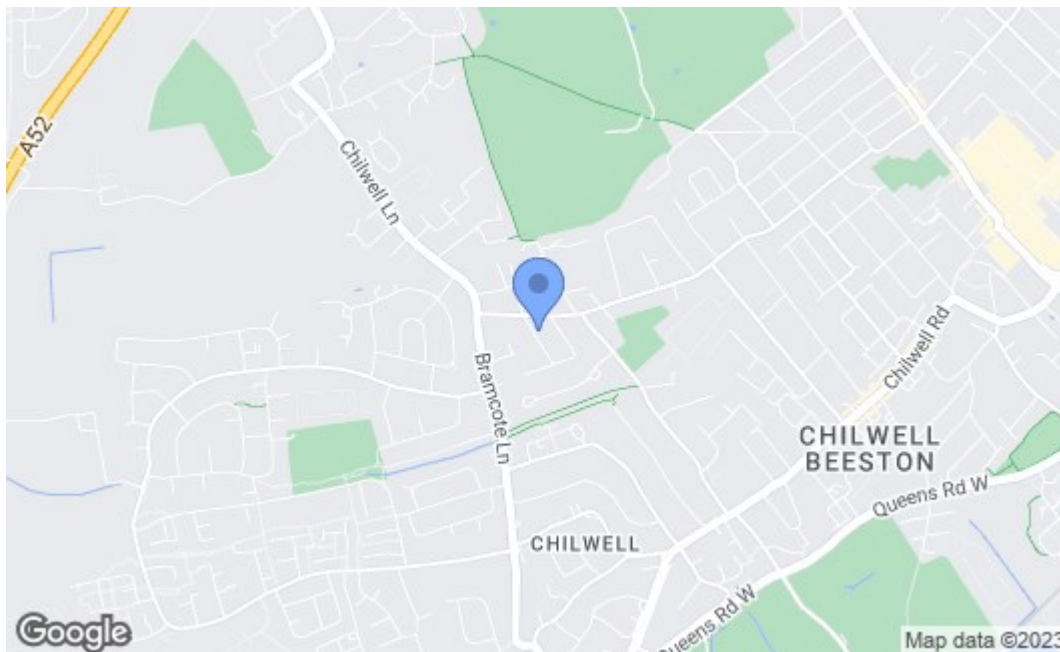 A52
Chilwell Ln
Bramcote Ln
Chilwell Rd
CHILWELL
BEESTON
Queens Rd W
CHILWELL
Queens Rd W
Google
Map data ©2023